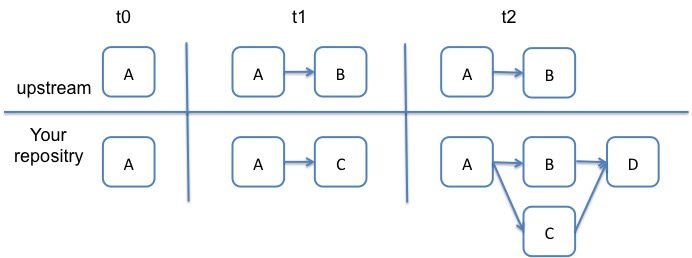 t0 t1 t2
upstream A A B A B
Your
repositry
A A C A B D
C